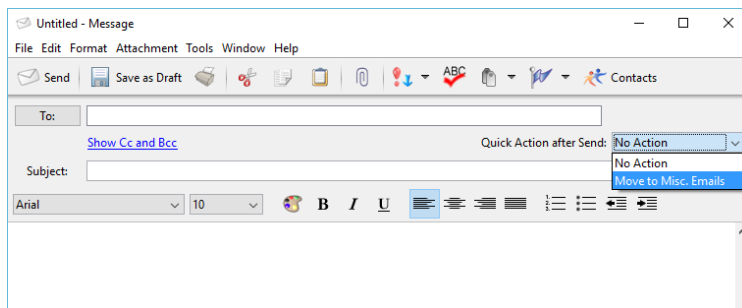 Untitled - Message
File Edit Format Attachment Tools Window Help
Send Save as Draft ABC Contacts
To:
Show Cc and Bcc Quick Action after Send: No Action
No Action
Subject: Move to Misc. Emails
Arial 10 B I U